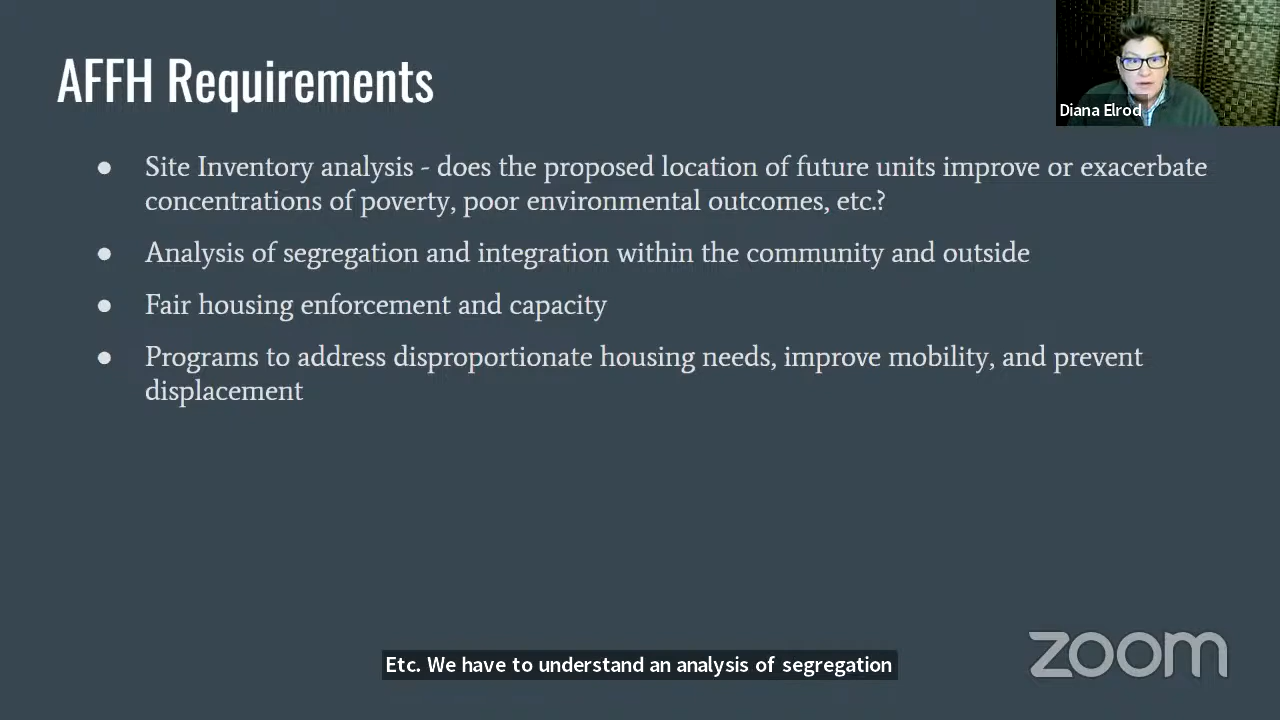 AFFH Requirements
Diana Elrod
● Site Inventory analysis - does the proposed location of future units improve or exacerbate
concentrations of poverty, poor environmental outcomes, etc.?
● Analysis of segregation and integration within the community and outside
● Fair housing enforcement and capacity
● Programs to address disproportionate housing needs, improve mobility, and prevent
displacement
Etc. We have to understand an analysis of segregation
zoom